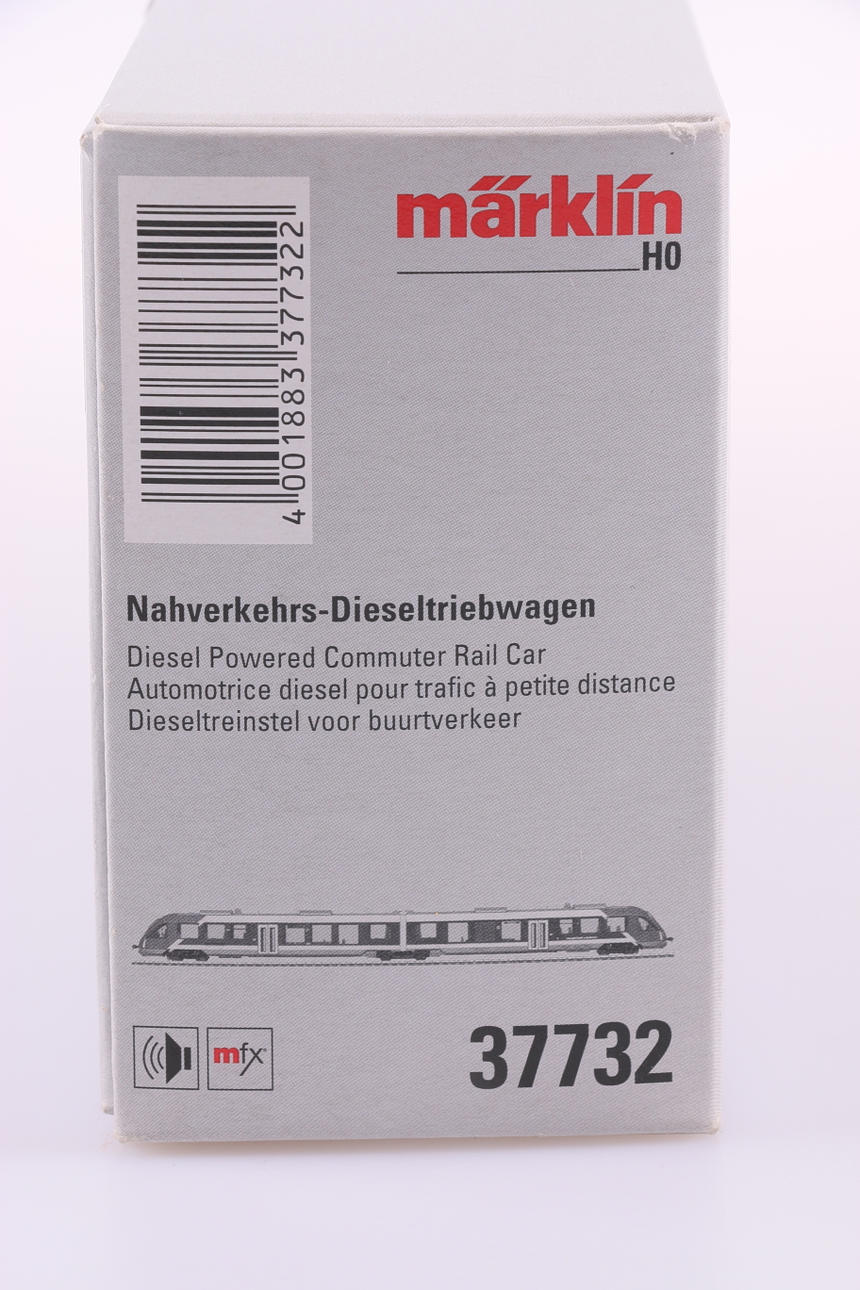 märklín
H0
4 001883 377322
Nahverkehrs-Dieseltriebwagen
Diesel Powered Commuter Rail Car
Automotrice diesel pour trafic à petite distance
Dieseltreinstel voor buurtverkeer
mfx
37732